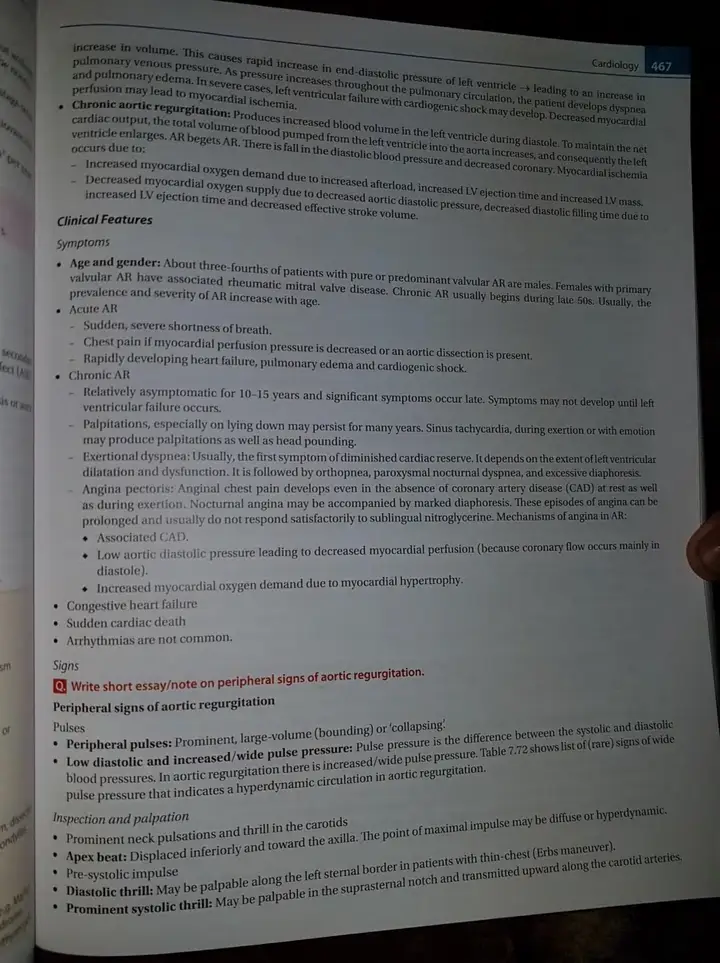 Cardiology 467
increase in volume. This causes rapid increase in end-diastolic pressure of left ventricle → leading to an increase in
pulmonary venous pressure. As pressure increases throughout the pulmonary circulation, the patient develops dyspnea
and pulmonary edema. In severe cases, left ventricular failure with cardiogenic shock may develop. Decreased myocardial
perfusion may lead to myocardial ischemia.
• Chronic aortic regurgitation: Produces increased blood volume in the left ventricle during diastole. To maintain the net
cardiac output, the total volume of blood pumped from the left ventricle into the aorta increases, and consequently the left
ventricle enlarges. AR begets AR. There is fall in the diastolic blood pressure and decreased coronary. Myocardial ischemia
occurs due to:
– Increased myocardial oxygen demand due to increased afterload, increased LV ejection time and increased LV mass.
– Decreased myocardial oxygen supply due to decreased aortic diastolic pressure, decreased diastolic filling time due to
increased LV ejection time and decreased effective stroke volume.
Clinical Features
Symptoms
• Age and gender: About three-fourths of patients with pure or predominant valvular AR are males. Females with primary
valvular AR have associated rheumatic mitral valve disease. Chronic AR usually begins during late 50s. Usually, the
prevalence and severity of AR increase with age.
• Acute AR
– Sudden, severe shortness of breath.
– Chest pain if myocardial perfusion pressure is decreased or an aortic dissection is present.
– Rapidly developing heart failure, pulmonary edema and cardiogenic shock.
• Chronic AR
– Relatively asymptomatic for 10–15 years and significant symptoms occur late. Symptoms may not develop until left
ventricular failure occurs.
– Palpitations, especially on lying down may persist for many years. Sinus tachycardia, during exertion or with emotion
may produce palpitations as well as head pounding.
– Exertional dyspnea: Usually, the first symptom of diminished cardiac reserve. It depends on the extent of left ventricular
dilatation and dysfunction. It is followed by orthopnea, paroxysmal nocturnal dyspnea, and excessive diaphoresis.
– Angina pectoris: Anginal chest pain develops even in the absence of coronary artery disease (CAD) at rest as well
as during exertion. Nocturnal angina may be accompanied by marked diaphoresis. These episodes of angina can be
prolonged and usually do not respond satisfactorily to sublingual nitroglycerine. Mechanisms of angina in AR:
◆ Associated CAD.
◆ Low aortic diastolic pressure leading to decreased myocardial perfusion (because coronary flow occurs mainly in
diastole).
◆ Increased myocardial oxygen demand due to myocardial hypertrophy.
• Congestive heart failure
• Sudden cardiac death
• Arrhythmias are not common.
Signs
Q. Write short essay/note on peripheral signs of aortic regurgitation.
Peripheral signs of aortic regurgitation
Pulses
• Peripheral pulses: Prominent, large-volume (bounding) or 'collapsing'.
• Low diastolic and increased/wide pulse pressure: Pulse pressure is the difference between the systolic and diastolic
blood pressures. In aortic regurgitation there is increased/wide pulse pressure. Table 7.72 shows list of (rare) signs of wide
pulse pressure that indicates a hyperdynamic circulation in aortic regurgitation.
Inspection and palpation
• Prominent neck pulsations and thrill in the carotids
• Apex beat: Displaced inferiorly and toward the axilla. The point of maximal impulse may be diffuse or hyperdynamic.
• Pre-systolic impulse
• Diastolic thrill: May be palpable along the left sternal border in patients with thin-chest (Erbs maneuver).
• Prominent systolic thrill: May be palpable in the suprasternal notch and transmitted upward along the carotid arteries.